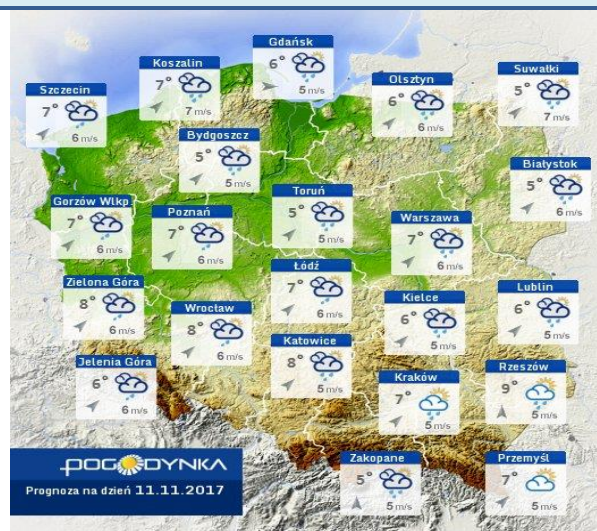 Gdańsk
6°
5 m/s
Koszalin
7°
7 m/s
Szczecin
7°
6 m/s
Olsztyn
6°
6 m/s
Suwałki
5°
7 m/s
Bydgoszcz
5°
5 m/s
Białystok
5°
6 m/s
Gorzów Wlkp.
7°
6 m/s
Poznań
7°
6 m/s
Toruń
5°
5 m/s
Warszawa
7°
6 m/s
Zielona Góra
8°
6 m/s
Wrocław
8°
6 m/s
Łódź
7°
6 m/s
Kielce
6°
5 m/s
Lublin
6°
5 m/s
Jelenia Góra
6°
6 m/s
Katowice
8°
5 m/s
Kraków
7°
5 m/s
Rzeszów
9°
5 m/s
Zakopane
5°
5 m/s
Przemyśl
7°
5 m/s
POGODYNKA
Prognoza na dzień 11.11.2017